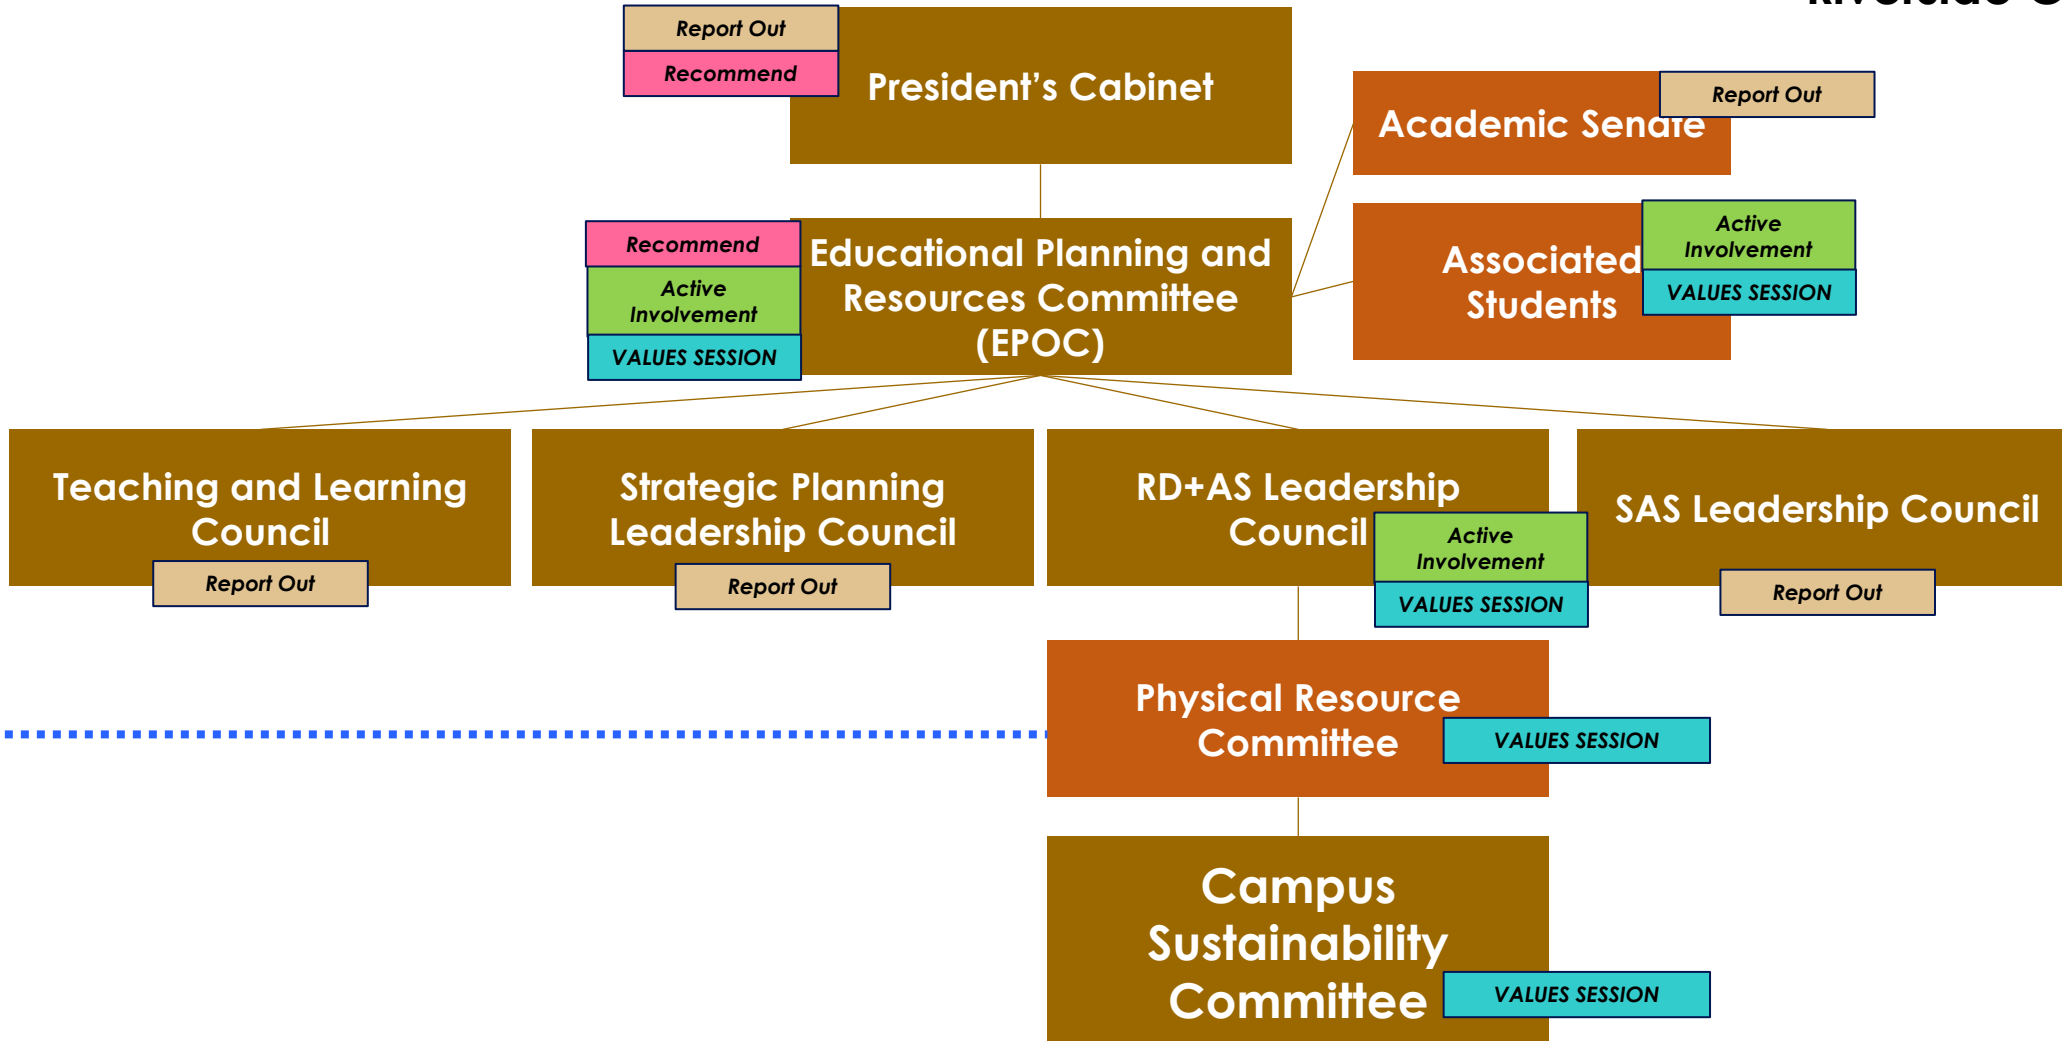 Riverside
Report Out
Recommend
President's Cabinet
Report Out
Academic Senate
Recommend
Active
Involvement
VALUES SESSION
Educational Planning and
Resources Committee
(EPOC)
Associated
Students
Active
Involvement
VALUES SESSION
Teaching and Learning
Council
Report Out
Strategic Planning
Leadership Council
Report Out
RD+AS Leadership
Council
Active
Involvement
VALUES SESSION
SAS Leadership Council
Report Out
Physical Resource
Committee
VALUES SESSION
Campus
Sustainability
Committee
VALUES SESSION